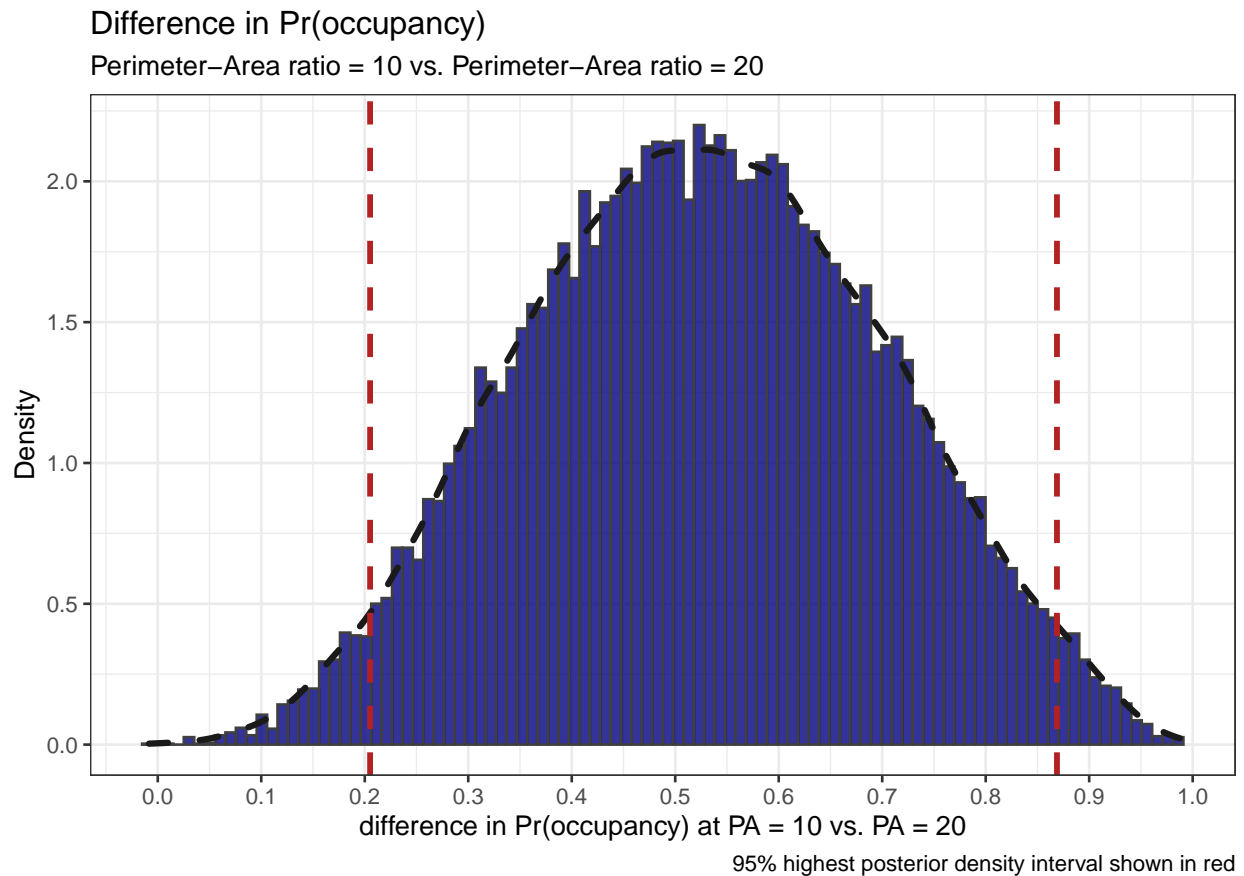 Difference in Pr(occupancy)
Perimeter−Area ratio = 10 vs. Perimeter−Area ratio = 20
Density
2.0
1.5
1.0
0.5
0.0
0.0 0.1 0.2 0.3 0.4 0.5 0.6 0.7 0.8 0.9 1.0
difference in Pr(occupancy) at PA = 10 vs. PA = 20
95% highest posterior density interval shown in red